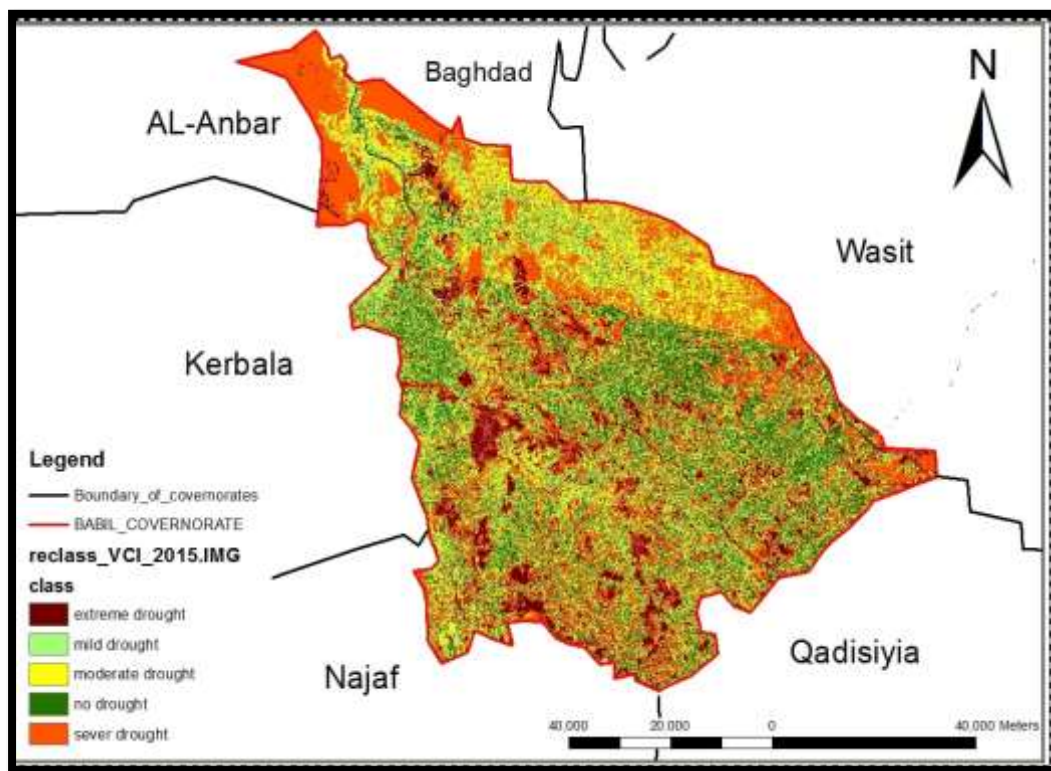 Baghdad
N
AL-Anbar
Wasit
Kerbala
Legend
Boundary_of_covernorates
BABIL_COVERNORATE
reclass_VCI_2015.IMG
class
extreme drought
mild drought
moderate drought
no drought
sever drought
Najaf
Qadisiyia
40,000 20,000 0 40,000 Meters